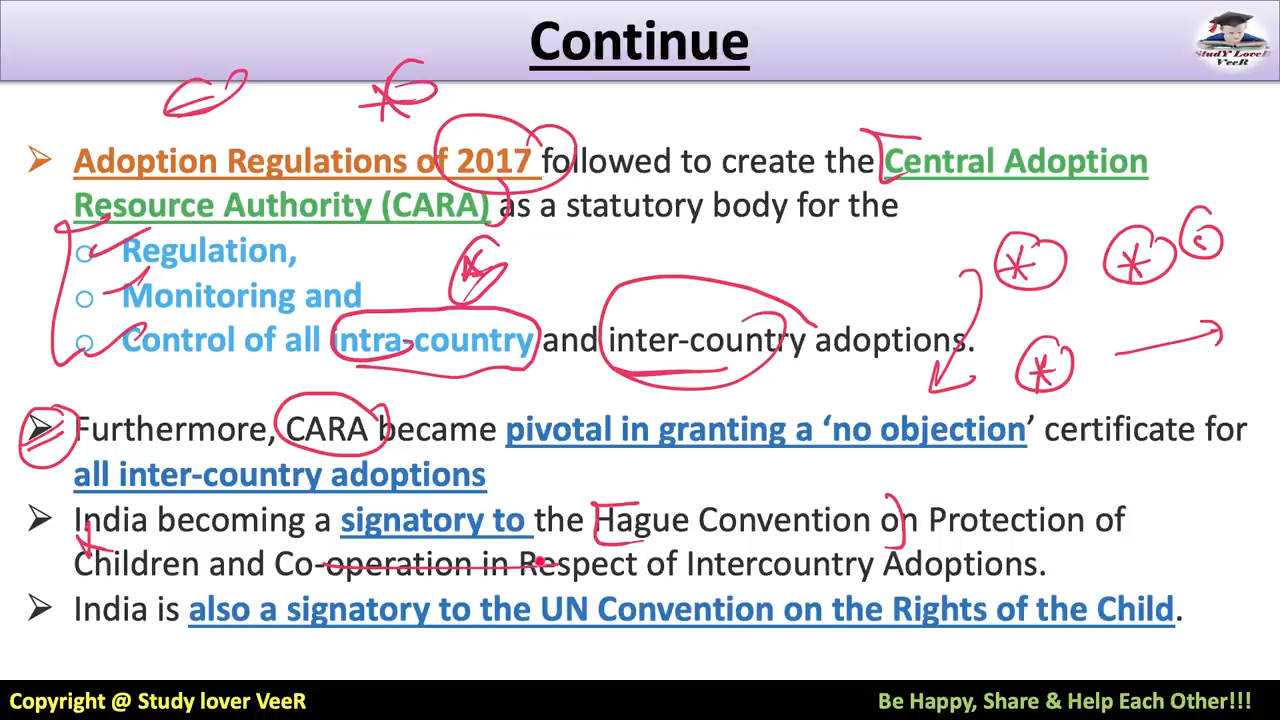 Continue
StudY LoveR
VeeR
➢ Adoption Regulations of 2017 followed to create the Central Adoption
Resource Authority (CARA) as a statutory body for the
o Regulation,
o Monitoring and
o Control of all intra-country and inter-country adoptions.
➢ Furthermore, CARA became pivotal in granting a ‘no objection’ certificate for
all inter-country adoptions
➢ India becoming a signatory to the Hague Convention on Protection of
Children and Co-operation in Respect of Intercountry Adoptions.
➢ India is also a signatory to the UN Convention on the Rights of the Child.
Copyright @ Study lover VeeR
Be Happy, Share & Help Each Other!!!